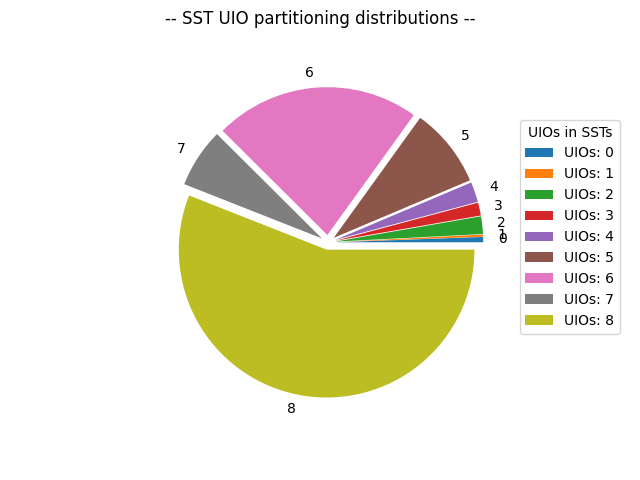 -- SST UIO partitioning distributions --
6
7
5
4
3
2
1
0
8
UIOs in SSTs
UIOs: 0
UIOs: 1
UIOs: 2
UIOs: 3
UIOs: 4
UIOs: 5
UIOs: 6
UIOs: 7
UIOs: 8